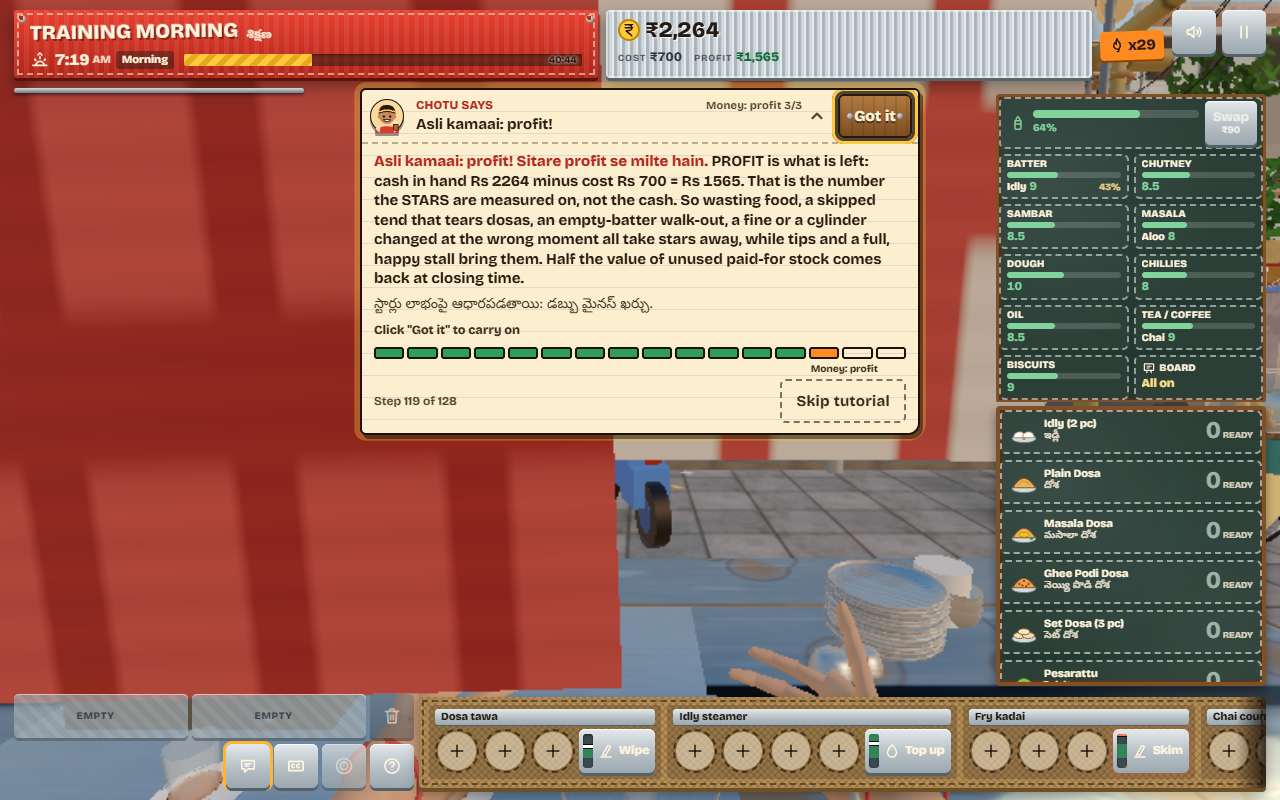 TRAINING MORNING శిక్షణ
7:19 AM Morning
40:44
₹2,264
COST ₹700 PROFIT ₹1,565
x29
CHOTU SAYS
Money: profit 3/3
Asli kamaai: profit!
Got it
Asli kamaai: profit! Sitare profit se milte hain. PROFIT is what is left:
cash in hand Rs 2264 minus cost Rs 700 = Rs 1565. That is the number
the STARS are measured on, not the cash. So wasting food, a skipped
tend that tears dosas, an empty-batter walk-out, a fine or a cylinder
changed at the wrong moment all take stars away, while tips and a full,
happy stall bring them. Half the value of unused paid-for stock comes
back at closing time.
స్టార్లు లాభంపై ఆధారపడతాయి: డబ్బు మైనస్ ఖర్చు.
Click "Got it" to carry on
Money: profit
Step 119 of 128
Skip tutorial
64%
Swap
₹90
BATTER
Idly 9 43%
CHUTNEY
8.5
SAMBAR
8.5
MASALA
Aloo 8
DOUGH
10
CHILLIES
8
OIL
8.5
TEA / COFFEE
Chai 9
BISCUITS
9
BOARD
All on
Idly (2 pc)
ఇడ్లీ
0 READY
Plain Dosa
దోశ
0 READY
Masala Dosa
మసాలా దోశ
0 READY
Ghee Podi Dosa
నెయ్యి పొడి దోశ
0 READY
Set Dosa (3 pc)
సెట్ దోశ
0 READY
Pesarattu
EMPTY
EMPTY
CC
Dosa tawa
Wipe
Idly steamer
Top up
Fry kadai
Skim
Chai coun